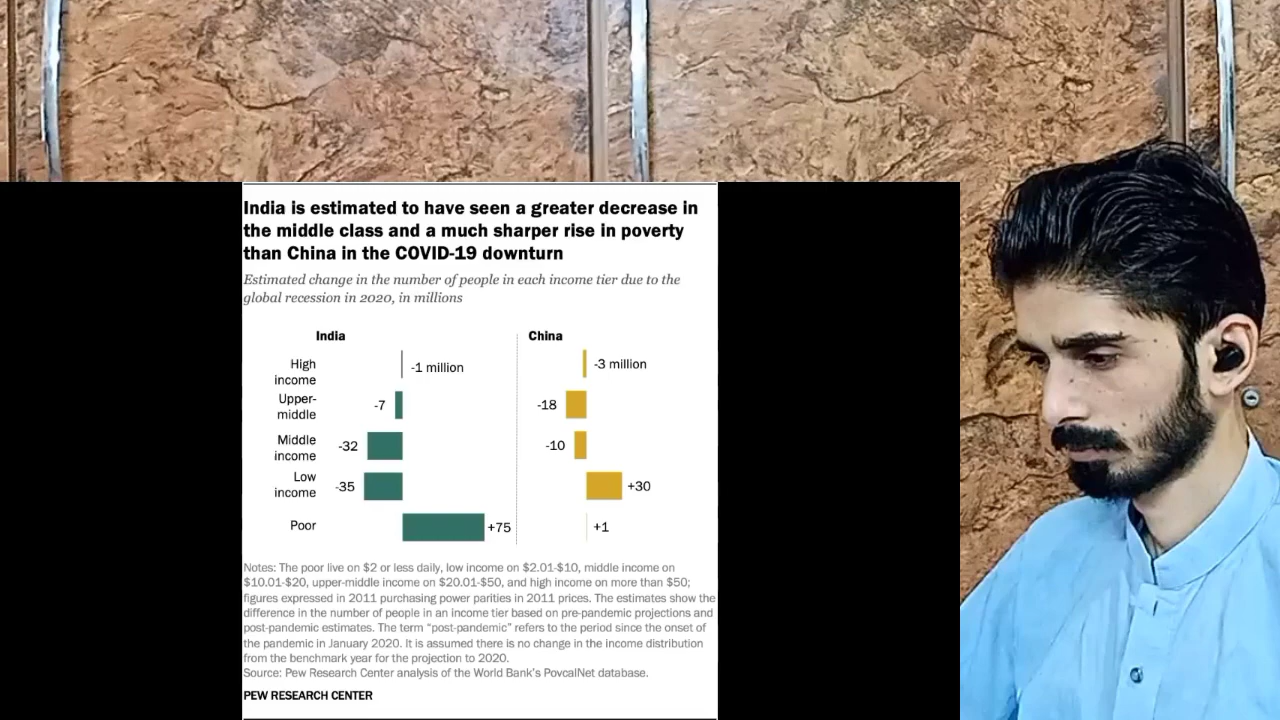 India is estimated to have seen a greater decrease in
the middle class and a much sharper rise in poverty
than China in the COVID-19 downturn
Estimated change in the number of people in each income tier due to the
global recession in 2020, in millions
India
China
High
income
-1 million
-3 million
Upper-
middle
-7
-18
Middle
income
-32
-10
Low
income
-35
+30
Poor
+75
+1
Notes: The poor live on $2 or less daily, low income on $2.01-$10, middle income on
$10.01-$20, upper-middle income on $20.01-$50, and high income on more than $50;
figures expressed in 2011 purchasing power parities in 2011 prices. The estimates show the
difference in the number of people in an income tier based on pre-pandemic projections and
post-pandemic estimates. The term “post-pandemic” refers to the period since the onset of
the pandemic in January 2020. It is assumed there is no change in the income distribution
from the benchmark year for the projection to 2020.
Source: Pew Research Center analysis of the World Bank’s PovcalNet database.
PEW RESEARCH CENTER